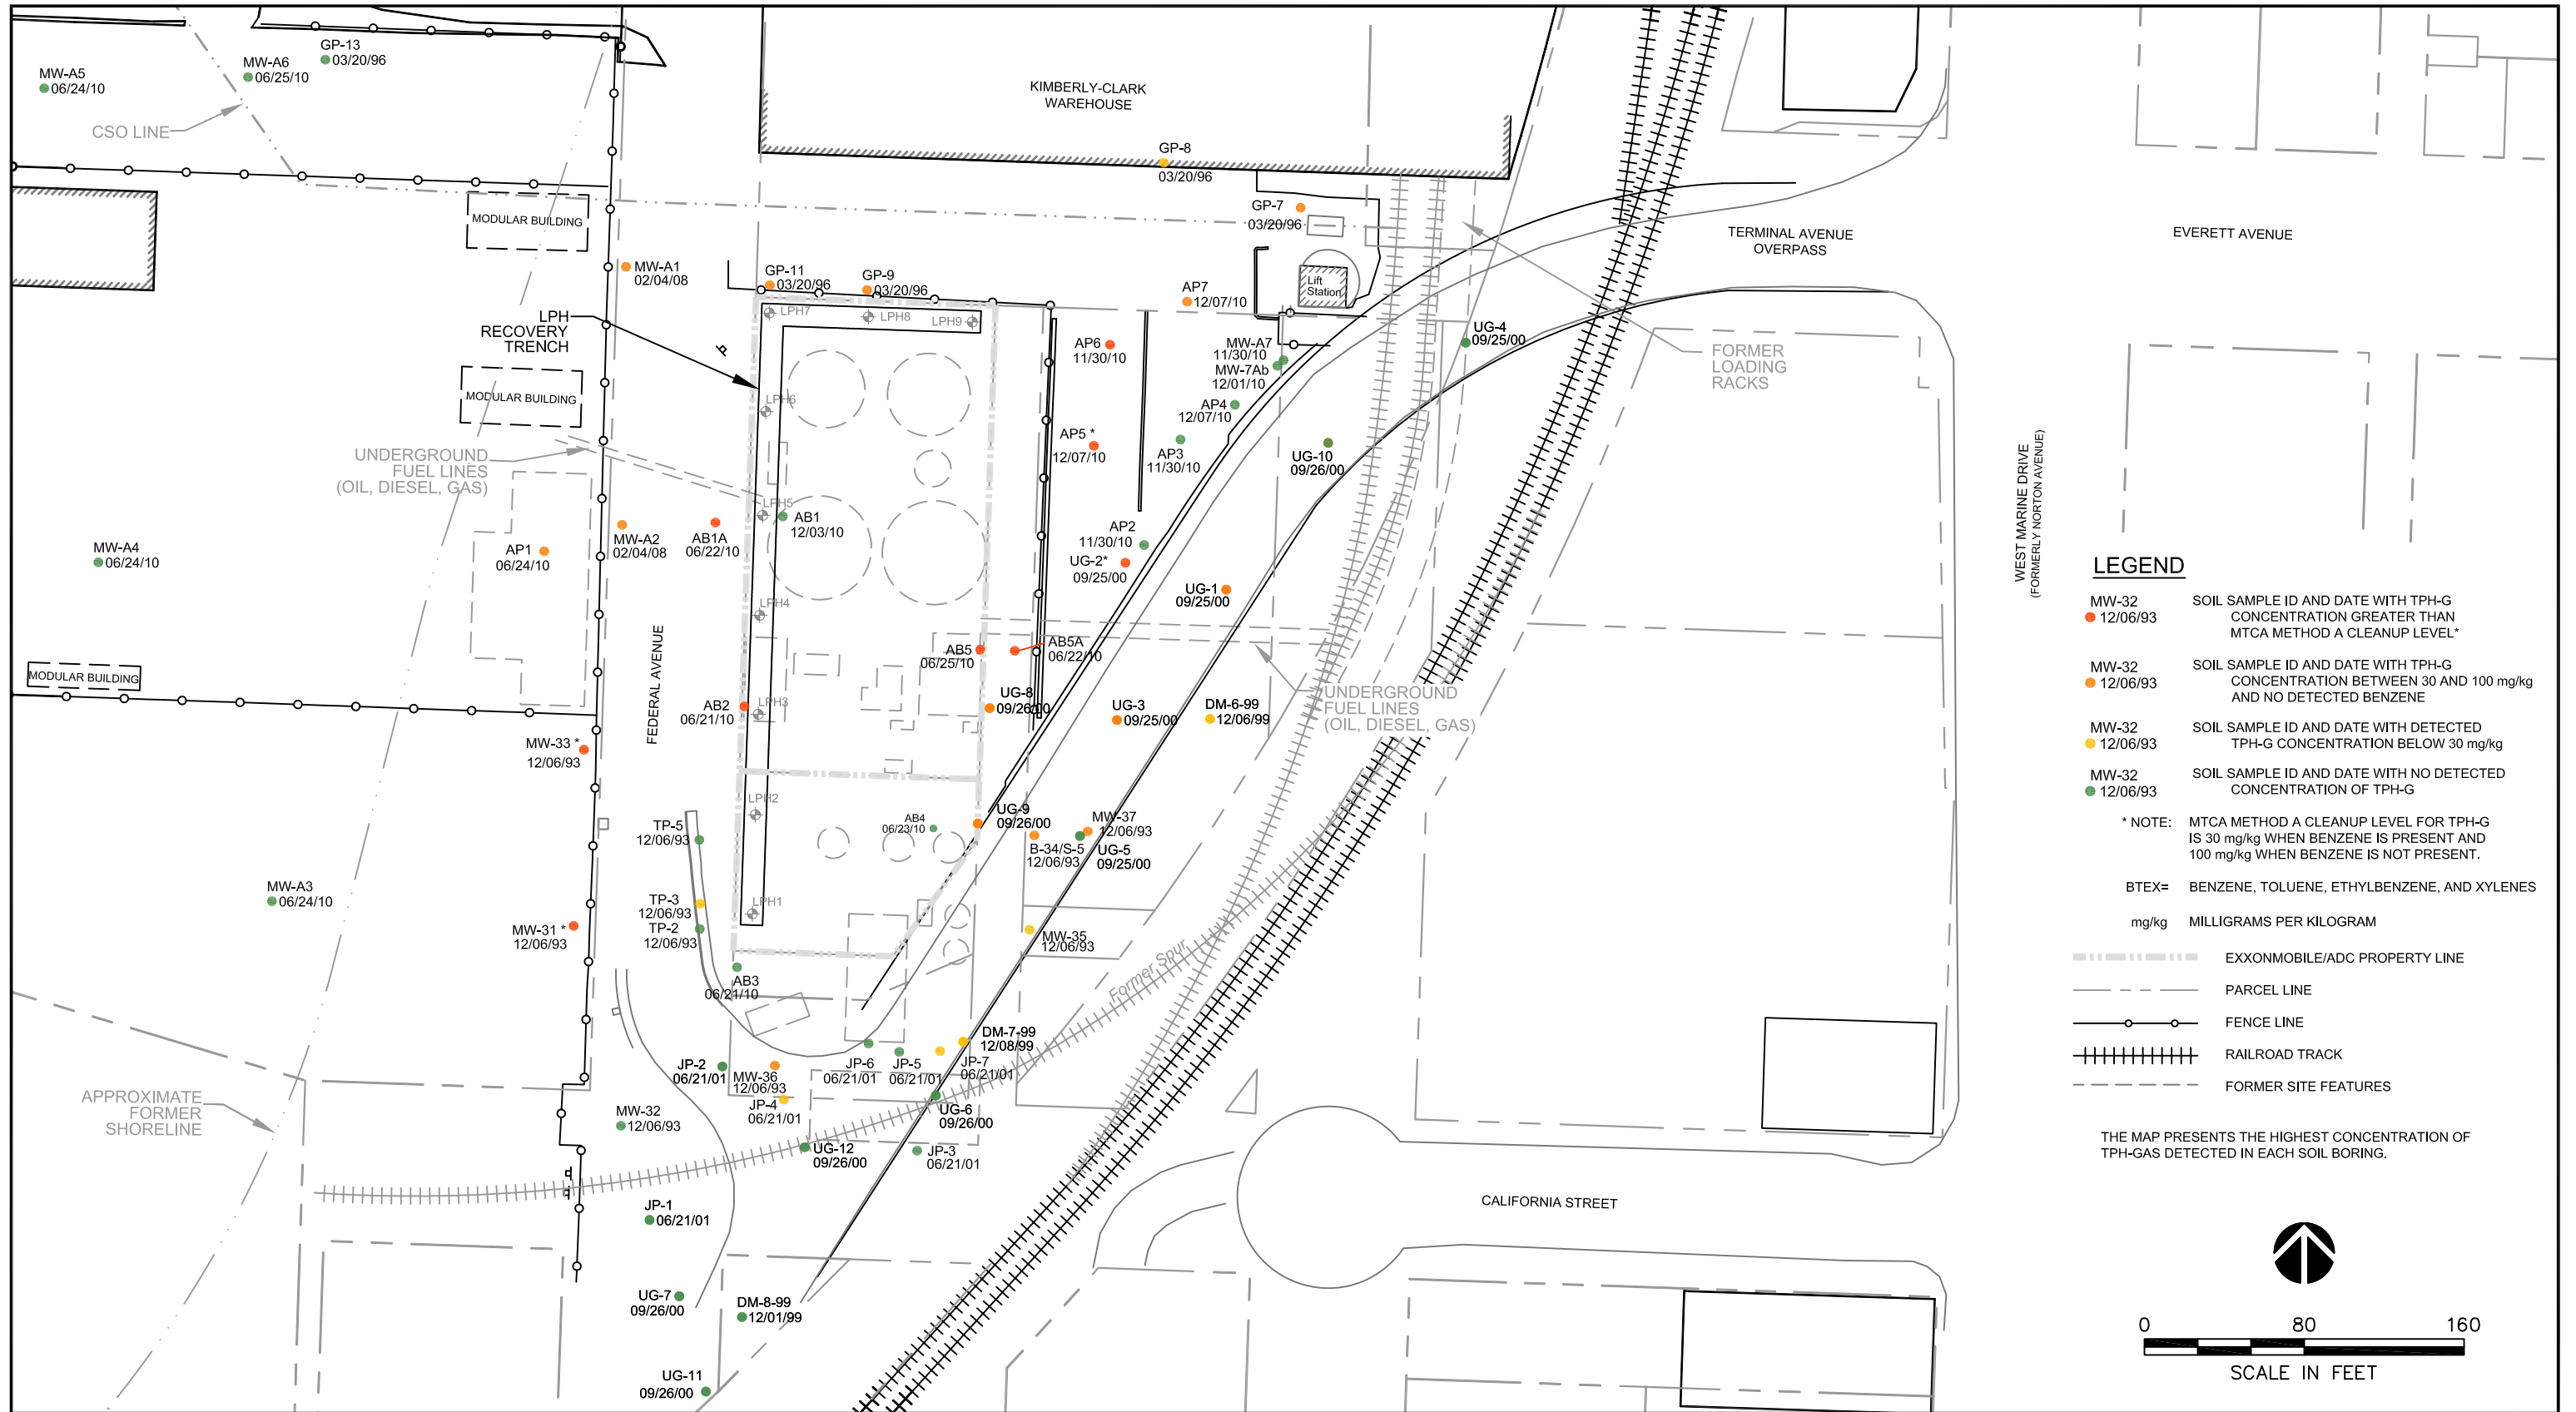 MW-A5
06/24/10
MW-A6
06/25/10
GP-13
03/20/96
CSO LINE
KIMBERLY-CLARK
WAREHOUSE
GP-8
03/20/96
GP-7
03/20/96
MODULAR BUILDING
TERMINAL AVENUE
OVERPASS
EVERETT AVENUE
MW-A1
02/04/08
GP-11
03/20/96
GP-9
03/20/96
AP7
12/07/10
Lift
Station
LPH
RECOVERY
TRENCH
LPH7
LPH8
LPH9
AP6
11/30/10
MW-A7
11/30/10
MW-7Ab
12/01/10
UG-4
09/25/00
FORMER
LOADING
RACKS
MODULAR BUILDING
LPH6
AP4
12/07/10
AP5 *
12/07/10
AP3
11/30/10
UG-10
09/26/00
UNDERGROUND
FUEL LINES
(OIL, DIESEL, GAS)
LPH5
AB1
12/03/10
AB1A
06/22/10
MW-A2
02/04/08
AP1
06/24/10
MW-A4
06/24/10
AP2
11/30/10
UG-2*
09/25/00
UG-1
09/25/00
LPH4
FEDERAL AVENUE
AB5
06/25/10
AB5A
06/22/10
MODULAR BUILDING
UG-8
09/26/00
UG-3
09/25/00
DM-6-99
12/06/99
UNDERGROUND
FUEL LINES
(OIL, DIESEL, GAS)
AB2
06/21/10
LPH3
MW-33 *
12/06/93
LPH2
TP-5
12/06/93
AB4
06/23/10
UG-9
09/26/00
MW-37
12/06/93
B-34/S-5
12/06/93
UG-5
09/25/00
MW-A3
06/24/10
TP-3
12/06/93
TP-2
12/06/93
LPH1
MW-31 *
12/06/93
MW-35
12/06/93
Former Spur
AB3
06/21/10
JP-2
06/21/01
MW-36
12/06/93
JP-4
06/21/01
JP-6
06/21/01
JP-5
06/21/01
DM-7-99
12/08/99
JP-7
06/21/01
UG-6
09/26/00
APPROXIMATE
FORMER
SHORELINE
MW-32
12/06/93
UG-12
09/26/00
JP-3
06/21/01
JP-1
06/21/01
CALIFORNIA STREET
UG-7
09/26/00
DM-8-99
12/01/99
UG-11
09/26/00
WEST MARINE DRIVE
(FORMERLY NORTON AVENUE)
LEGEND
MW-32
12/06/93
SOIL SAMPLE ID AND DATE WITH TPH-G
CONCENTRATION GREATER THAN
MTCA METHOD A CLEANUP LEVEL*
MW-32
12/06/93
SOIL SAMPLE ID AND DATE WITH TPH-G
CONCENTRATION BETWEEN 30 AND 100 mg/kg
AND NO DETECTED BENZENE
MW-32
12/06/93
SOIL SAMPLE ID AND DATE WITH DETECTED
TPH-G CONCENTRATION BELOW 30 mg/kg
MW-32
12/06/93
SOIL SAMPLE ID AND DATE WITH NO DETECTED
CONCENTRATION OF TPH-G
* NOTE: MTCA METHOD A CLEANUP LEVEL FOR TPH-G
IS 30 mg/kg WHEN BENZENE IS PRESENT AND
100 mg/kg WHEN BENZENE IS NOT PRESENT.
BTEX= BENZENE, TOLUENE, ETHYLBENZENE, AND XYLENES
mg/kg MILLIGRAMS PER KILOGRAM
EXXONMOBILE/ADC PROPERTY LINE
PARCEL LINE
FENCE LINE
RAILROAD TRACK
FORMER SITE FEATURES
THE MAP PRESENTS THE HIGHEST CONCENTRATION OF
TPH-GAS DETECTED IN EACH SOIL BORING.
0 80 160
SCALE IN FEET